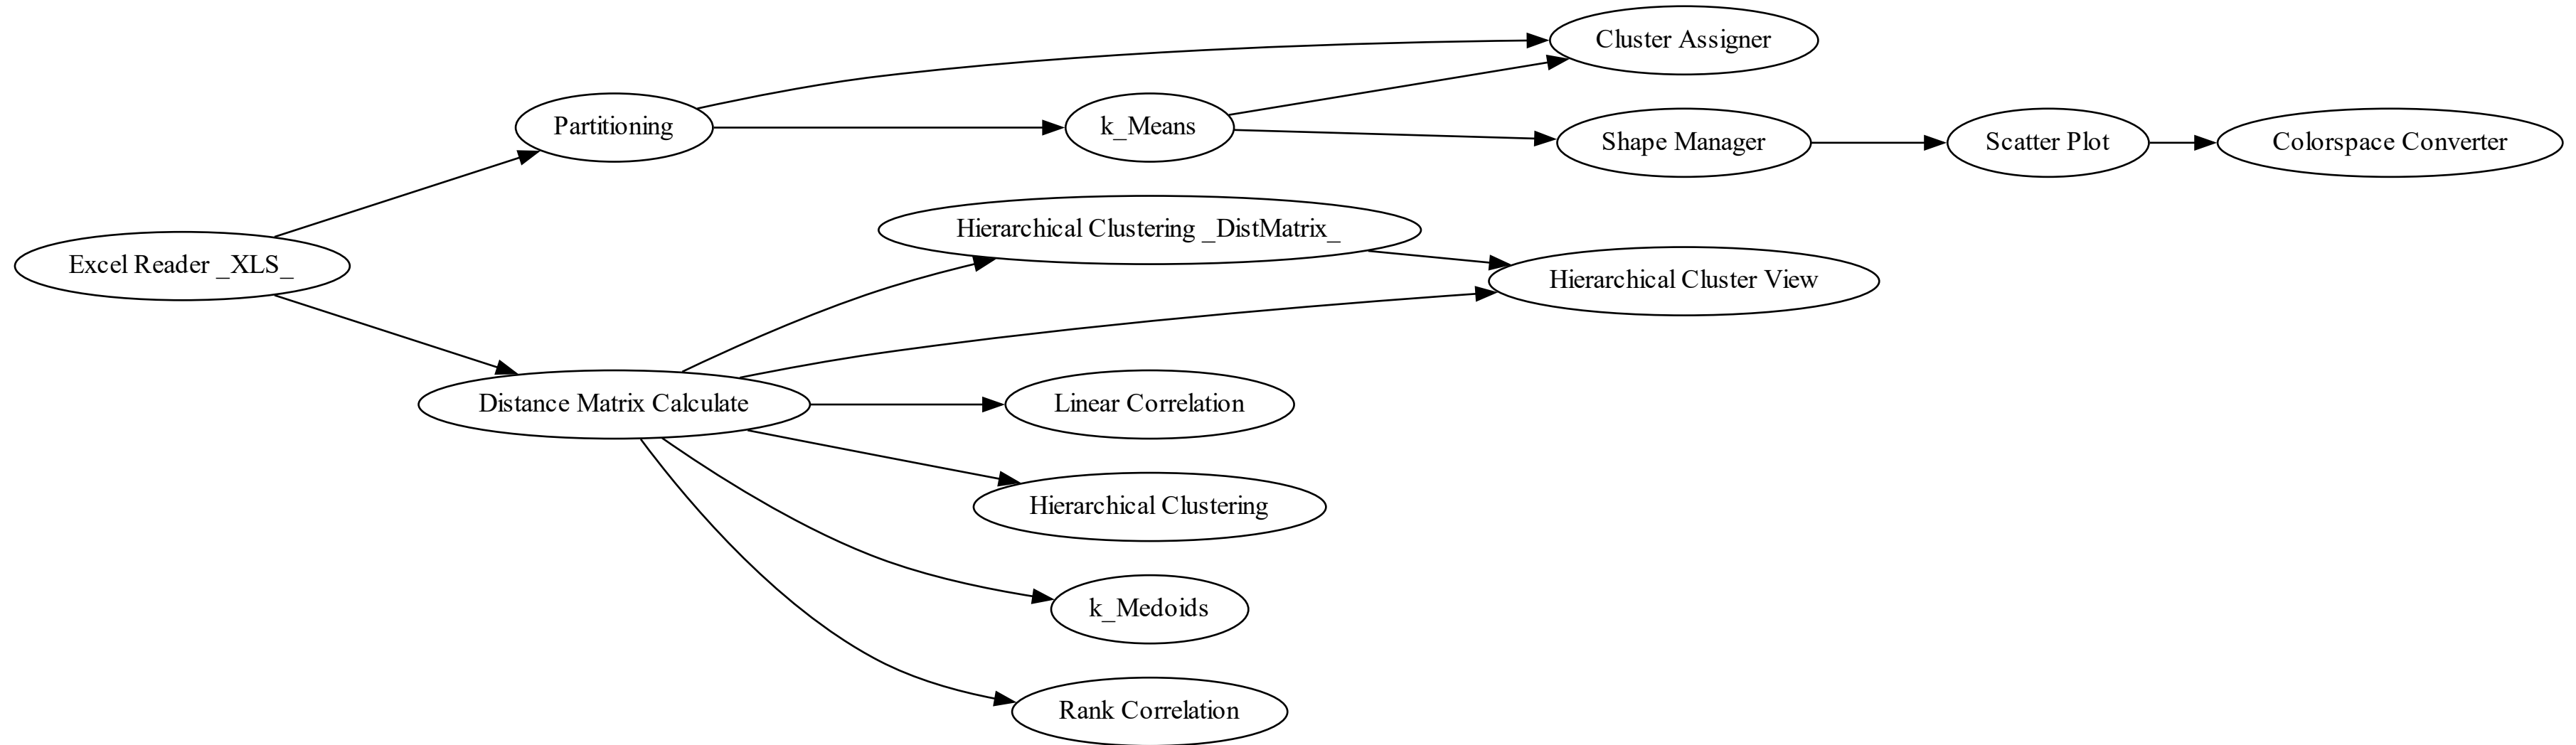 Cluster Assigner
Partitioning
k_Means
Shape Manager
Scatter Plot
Colorspace Converter
Hierarchical Clustering _DistMatrix_
Excel Reader _XLS_
Hierarchical Cluster View
Distance Matrix Calculate
Linear Correlation
Hierarchical Clustering
k_Medoids
Rank Correlation